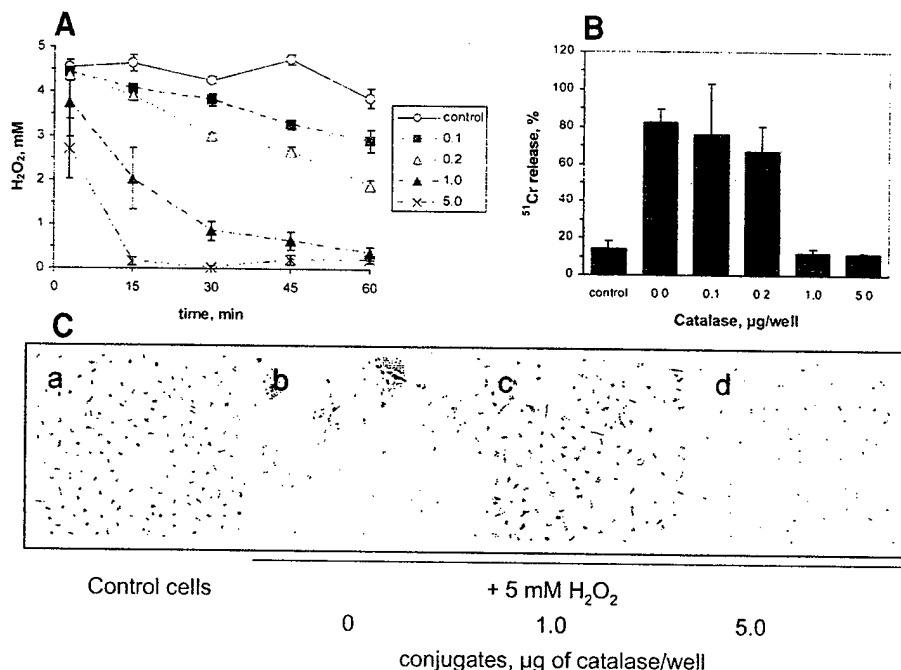 A
H₂O₂, mM
5
4
3
2
1
0
0
15
30
45
60
time, min
control
0.1
0.2
1.0
5.0
B
⁵¹Cr release, %
120
100
80
60
40
20
0
control
0 0
0.1
0 2
1.0
5 0
Catalase, µg/well
C
a
b
c
d
Control cells
+ 5 mM H₂O₂
0
1.0
5.0
conjugates, µg of catalase/well